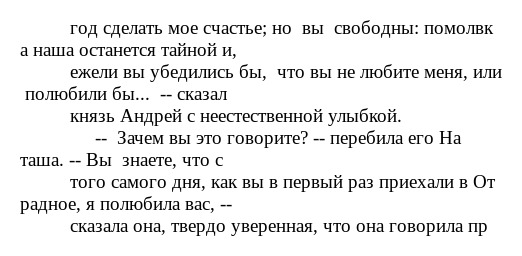 год сделать мое счастье; но  вы  свободны: помолвк
а наша останется тайной и,
ежели вы убедились бы,  что вы не любите меня, или
 полюбили бы...  -- сказал
князь Андрей с неестественной улыбкой.
--  Зачем вы это говорите? -- перебила его На
таша. -- Вы  знаете, что с
того самого дня, как вы в первый раз приехали в От
радное, я полюбила вас, --
сказала она, твердо уверенная, что она говорила пр